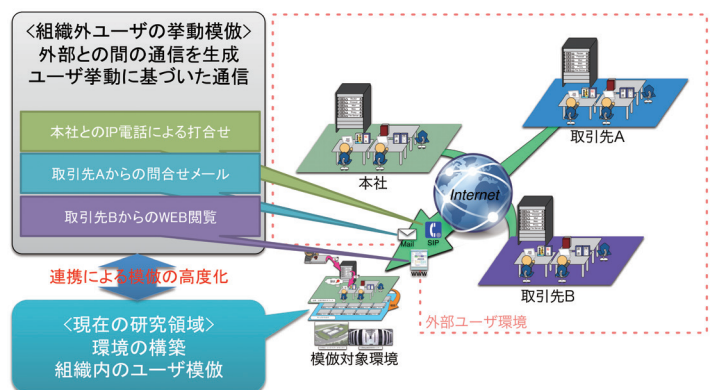 <組織外ユーザの挙動模倣>
外部との間の通信を生成
ユーザ挙動に基づいた通信
本社とのIP電話による打合せ
取引先Aからの問合せメール
取引先BからのWEB閲覧
連携による模倣の高度化
<現在の研究領域>
環境の構築
組織内のユーザ模倣
本社
取引先A
Internet
Mail
SIP
WWW
取引先B
外部ユーザ環境
模倣対象環境